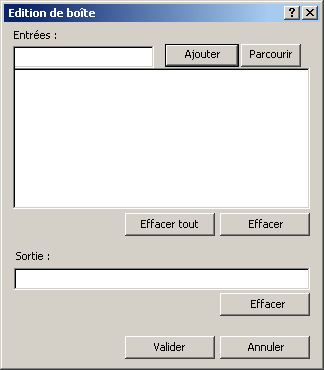 Edition de boîte
Entrées :
Ajouter Parcourir
Effacer tout Effacer
Sortie :
Effacer
Valider Annuler